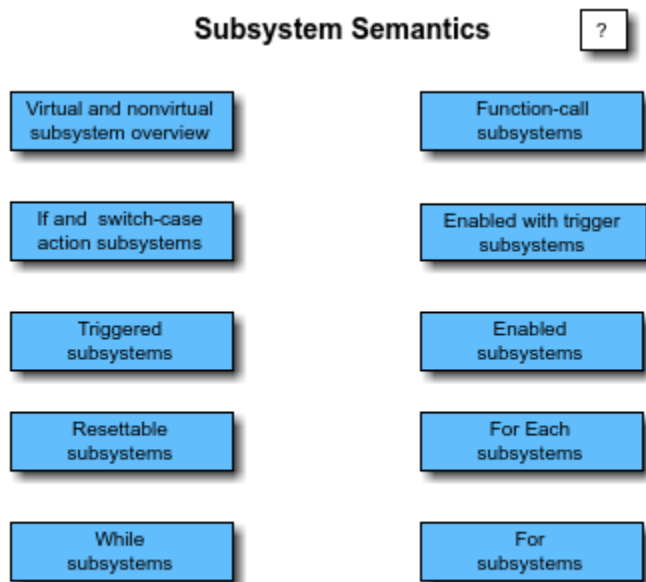 Subsystem Semantics
?
Virtual and nonvirtual
subsystem overview
Function-call
subsystems
If and  switch-case
action subsystems
Enabled with trigger
subsystems
Triggered
subsystems
Enabled
subsystems
Resettable
subsystems
For Each
subsystems
While
subsystems
For
subsystems